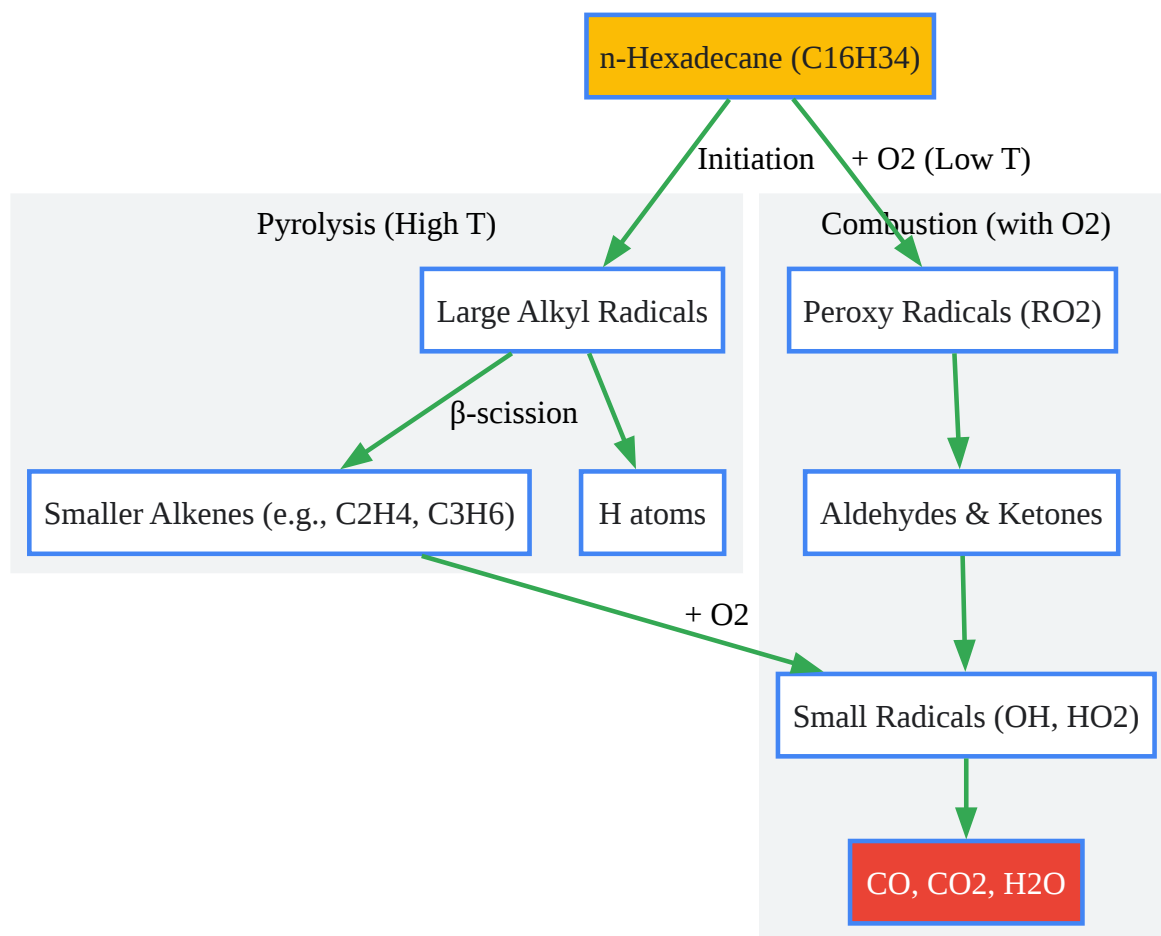 n-Hexadecane (C16H34)
Initiation
+ O2 (Low T)
Pyrolysis (High T)
Combustion (with O2)
Large Alkyl Radicals
Peroxy Radicals (RO2)
β-scission
Smaller Alkenes (e.g., C2H4, C3H6)
H atoms
Aldehydes & Ketones
+ O2
Small Radicals (OH, HO2)
CO, CO2, H2O